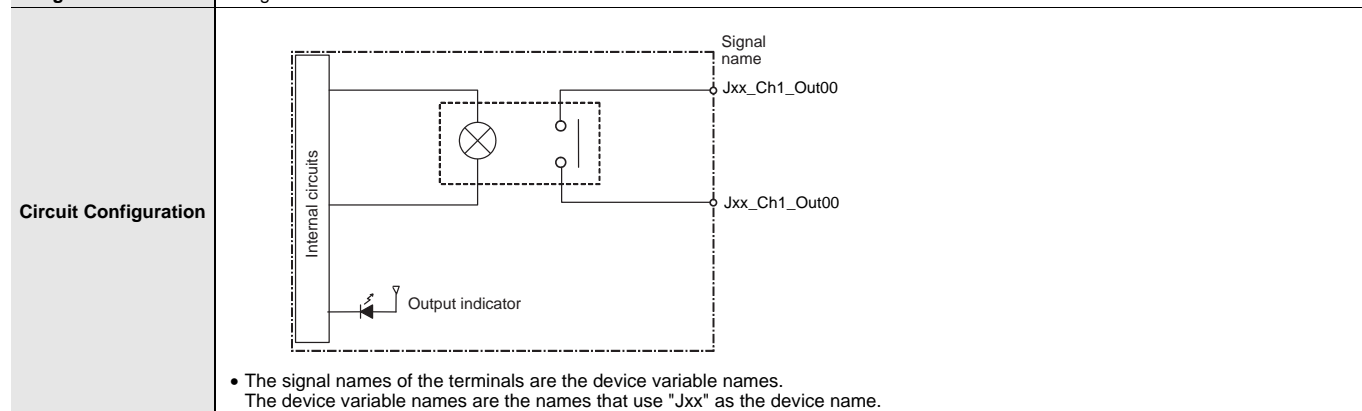 Circuit Configuration
Signal
name
Jxx_Ch1_Out00
Internal circuits
Jxx_Ch1_Out00
Output indicator
• The signal names of the terminals are the device variable names.
The device variable names are the names that use "Jxx" as the device name.